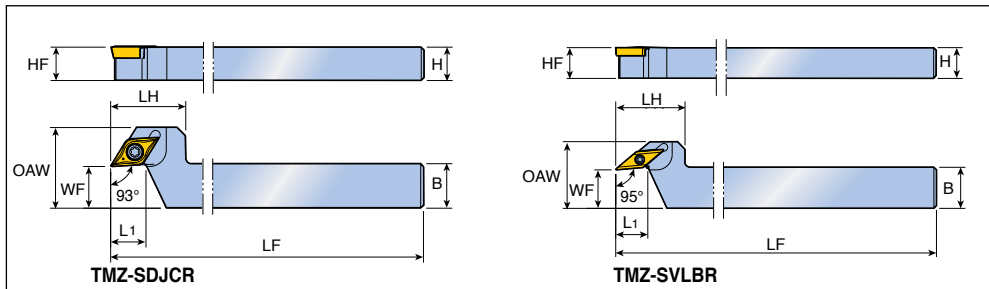 HF
H
LH
OAW
WF
93°
L1
B
LF
TMZ-SDJCR
HF
H
LH
OAW
WF
95°
L1
B
LF
TMZ-SVLBR